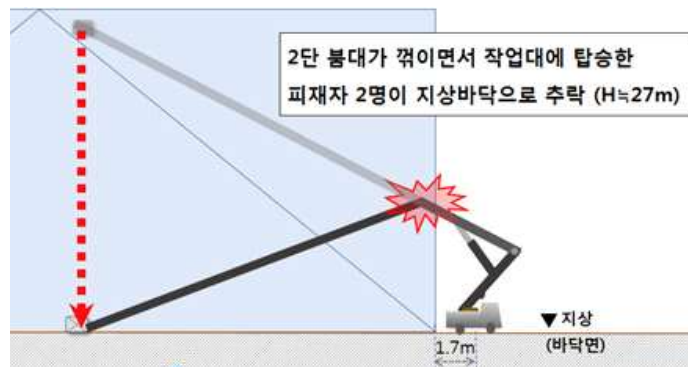 2단 붐대가 꺾이면서 작업대에 탑승한
피재자 2명이 지상바닥으로 추락 (H≒27m)
▼ 지상
(바닥면)
1.7m